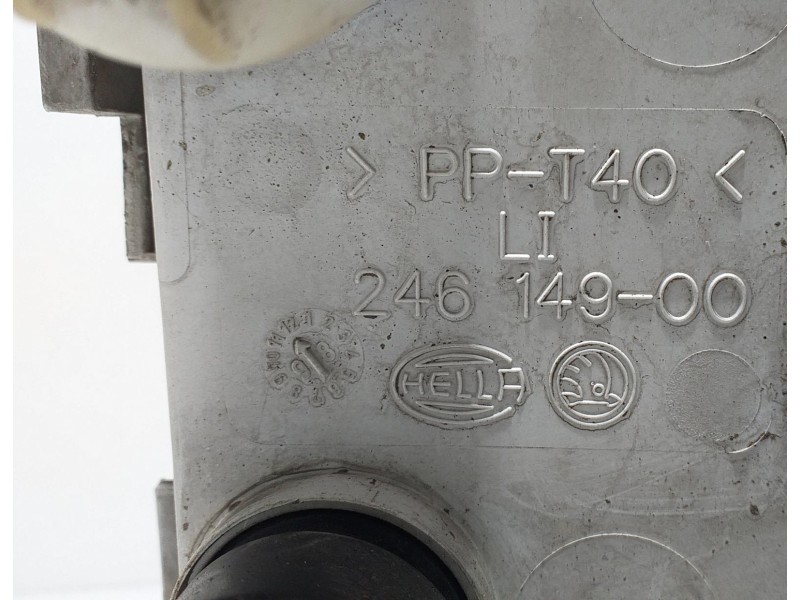 > PP-T40 <
LI
246 149-00
HELLA